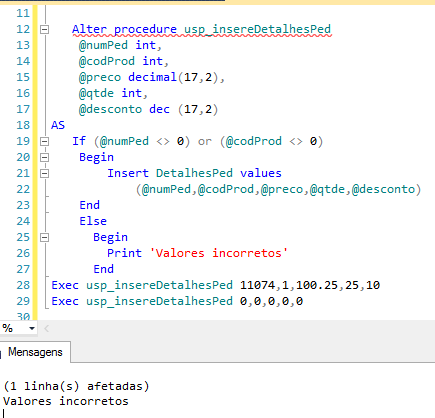 11
12 Alter procedure usp_insereDetalhesPed
13 @numPed int,
14 @codProd int,
15 @preco decimal(17,2),
16 @qtde int,
17 @desconto dec (17,2)
18 AS
19 If (@numPed <> 0) or (@codProd <> 0)
20 Begin
21 Insert DetalhesPed values
22 (@numPed,@codProd,@preco,@qtde,@desconto)
23 End
24 Else
25 Begin
26 Print 'Valores incorretos'
27 End
28 Exec usp_insereDetalhesPed 11074,1,100.25,25,10
29 Exec usp_insereDetalhesPed 0,0,0,0,0
30
%
Mensagens
(1 linha(s) afetadas)
Valores incorretos